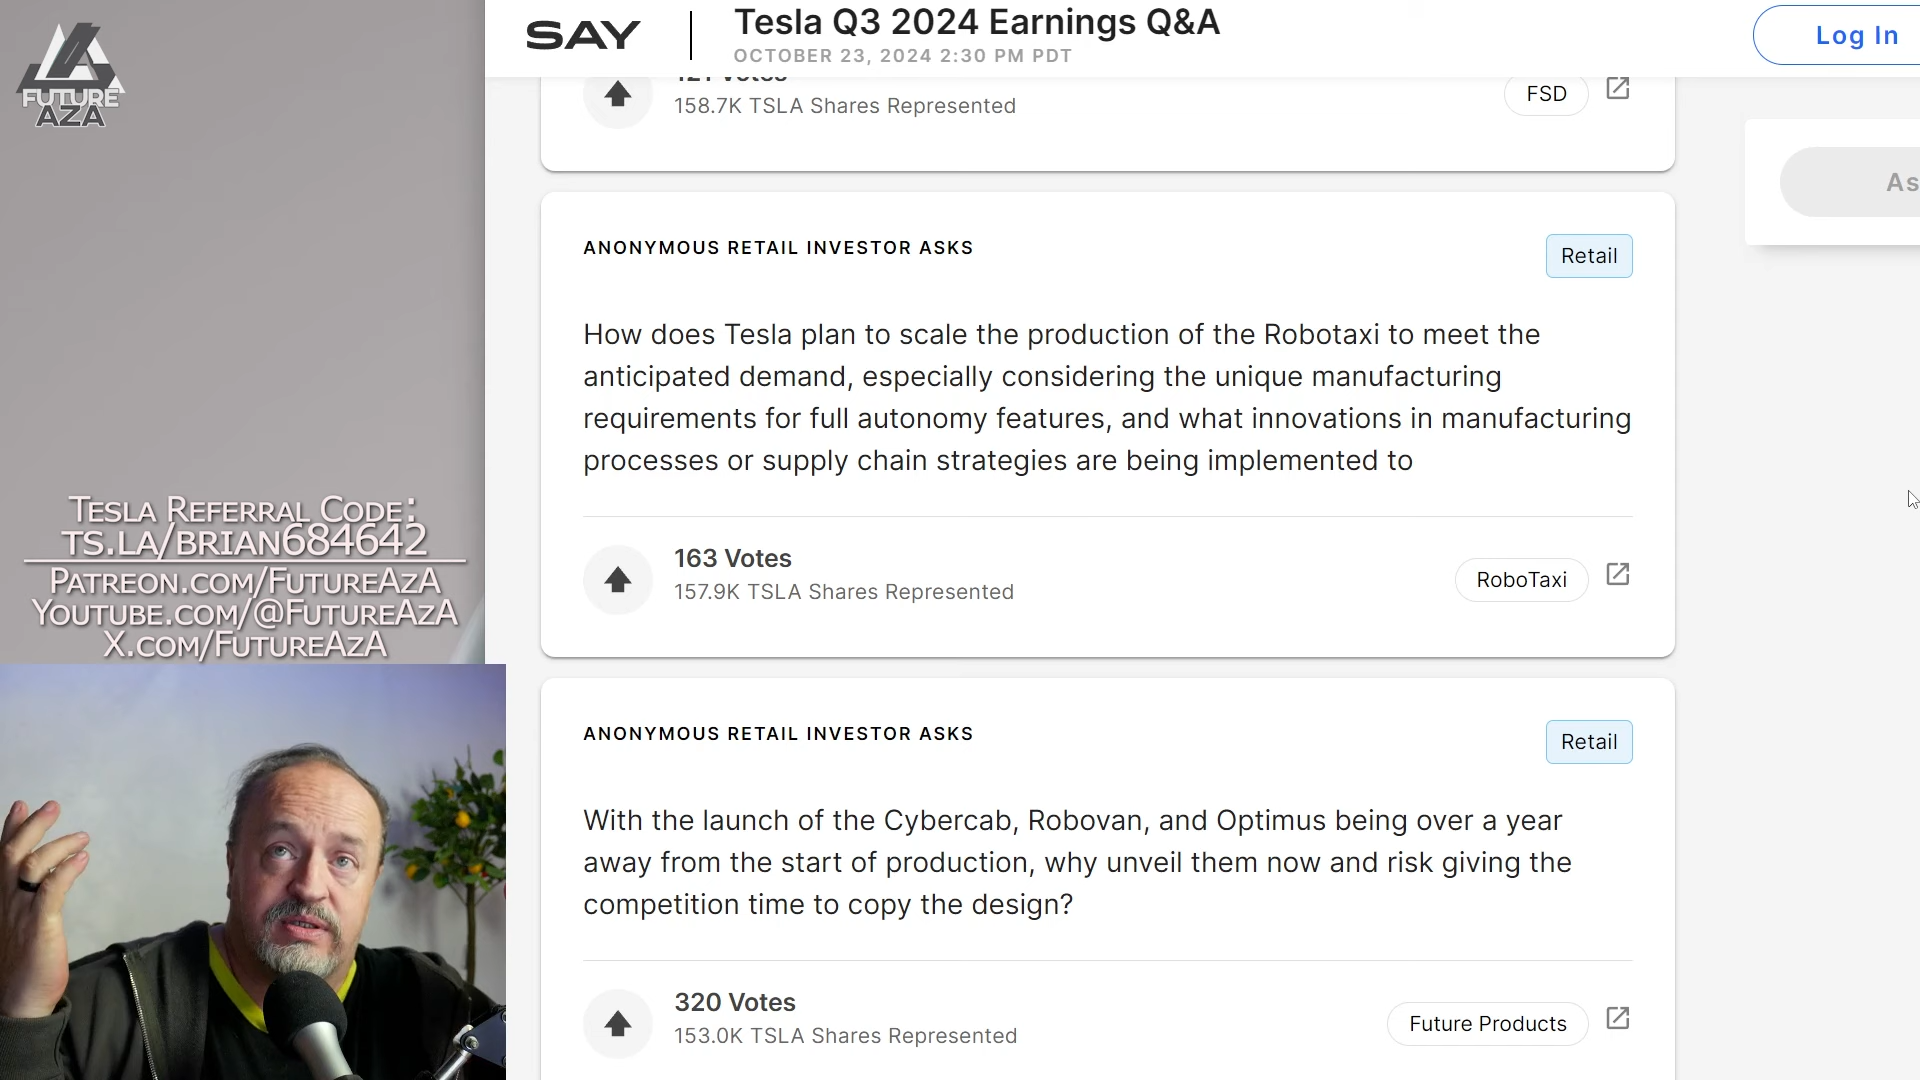 FUTURE
AZA
SAY
Tesla Q3 2024 Earnings Q&A
OCTOBER 23, 2024 2:30 PM PDT
Log In
121 Votes
158.7K TSLA Shares Represented
FSD
As
ANONYMOUS RETAIL INVESTOR ASKS
Retail
How does Tesla plan to scale the production of the Robotaxi to meet the
anticipated demand, especially considering the unique manufacturing
requirements for full autonomy features, and what innovations in manufacturing
processes or supply chain strategies are being implemented to
163 Votes
157.9K TSLA Shares Represented
RoboTaxi
ANONYMOUS RETAIL INVESTOR ASKS
Retail
With the launch of the Cybercab, Robovan, and Optimus being over a year
away from the start of production, why unveil them now and risk giving the
competition time to copy the design?
320 Votes
153.0K TSLA Shares Represented
Future Products
Tesla Referral Code:
ts.la/brian684642
Patreon.com/FutureAzA
Youtube.com/@FutureAzA
X.com/FutureAzA